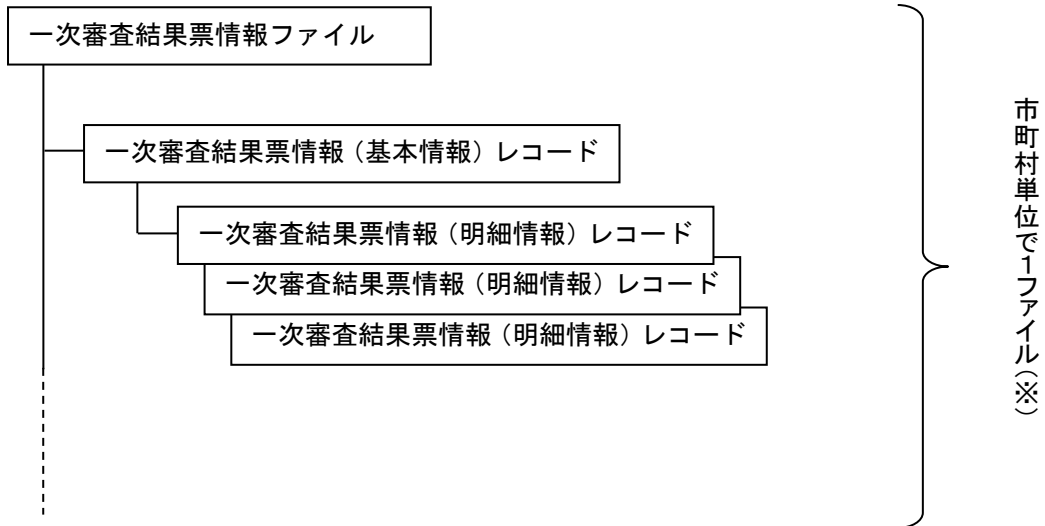 一次審査結果票情報ファイル
一次審査結果票情報（基本情報）レコード
一次審査結果票情報（明細情報）レコード
一次審査結果票情報（明細情報）レコード
一次審査結果票情報（明細情報）レコード
市町村単位で1ファイル（※）